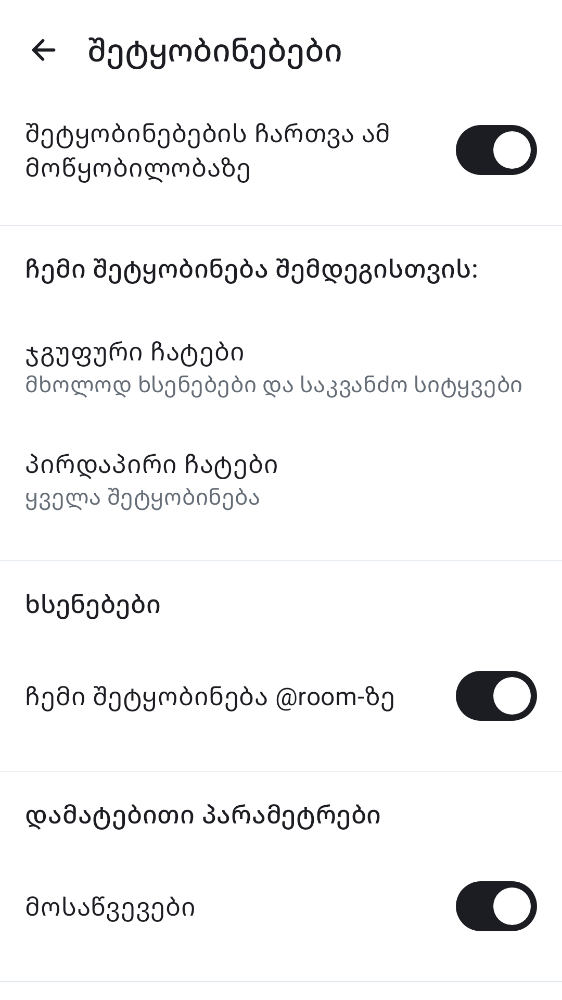 შეტყობინებები
შეტყობინებების ჩართვა ამ
მოწყობილობაზე
ჩემი შეტყობინება შემდეგისთვის:
ჯგუფური ჩატები
მხოლოდ ხსენებები და საკვანძო სიტყვები
პირდაპირი ჩატები
ყველა შეტყობინება
ხსენებები
ჩემი შეტყობინება @room-ზე
დამატებითი პარამეტრები
მოსაწვევები